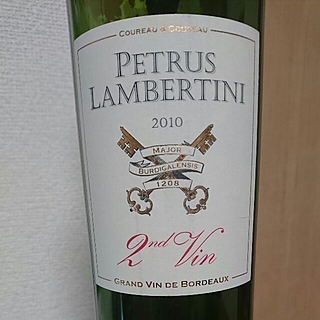 COUREAU & COUREAU
PETRUS
LAMBERTINI
2010
MAJOR
BURDIGALENSIS
1208
2nd Vin
GRAND VIN DE BORDEAUX